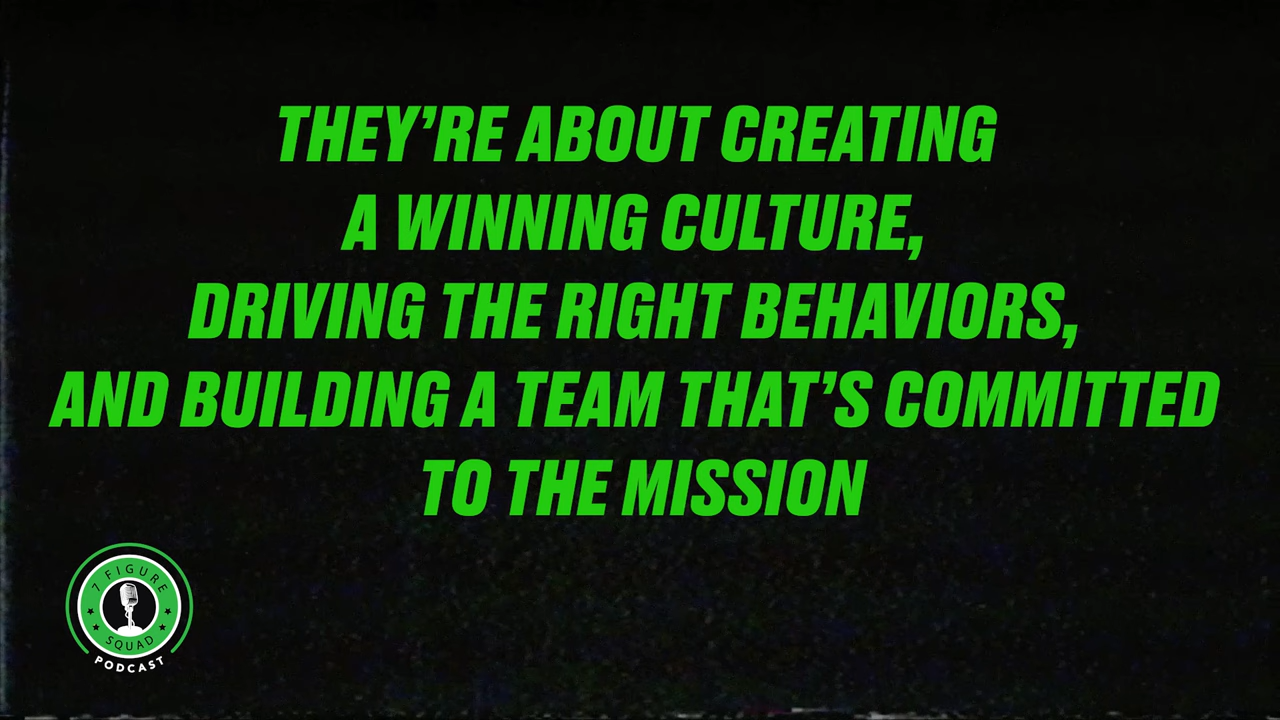 THEY'RE ABOUT CREATING
A WINNING CULTURE,
DRIVING THE RIGHT BEHAVIORS,
AND BUILDING A TEAM THAT'S COMMITTED
TO THE MISSION
7 FIGURE
SQUAD
PODCAST